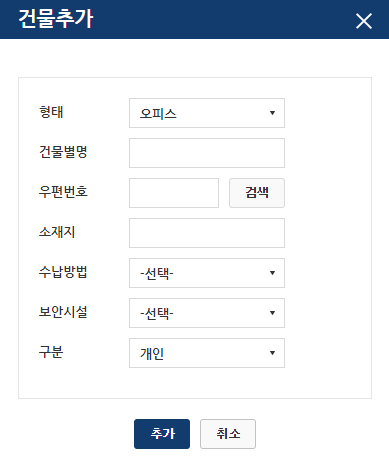 건물추가
형태 오피스
건물별명
우편번호 검색
소재지
수납방법 -선택-
보안시설 -선택-
구분 개인
추가 취소